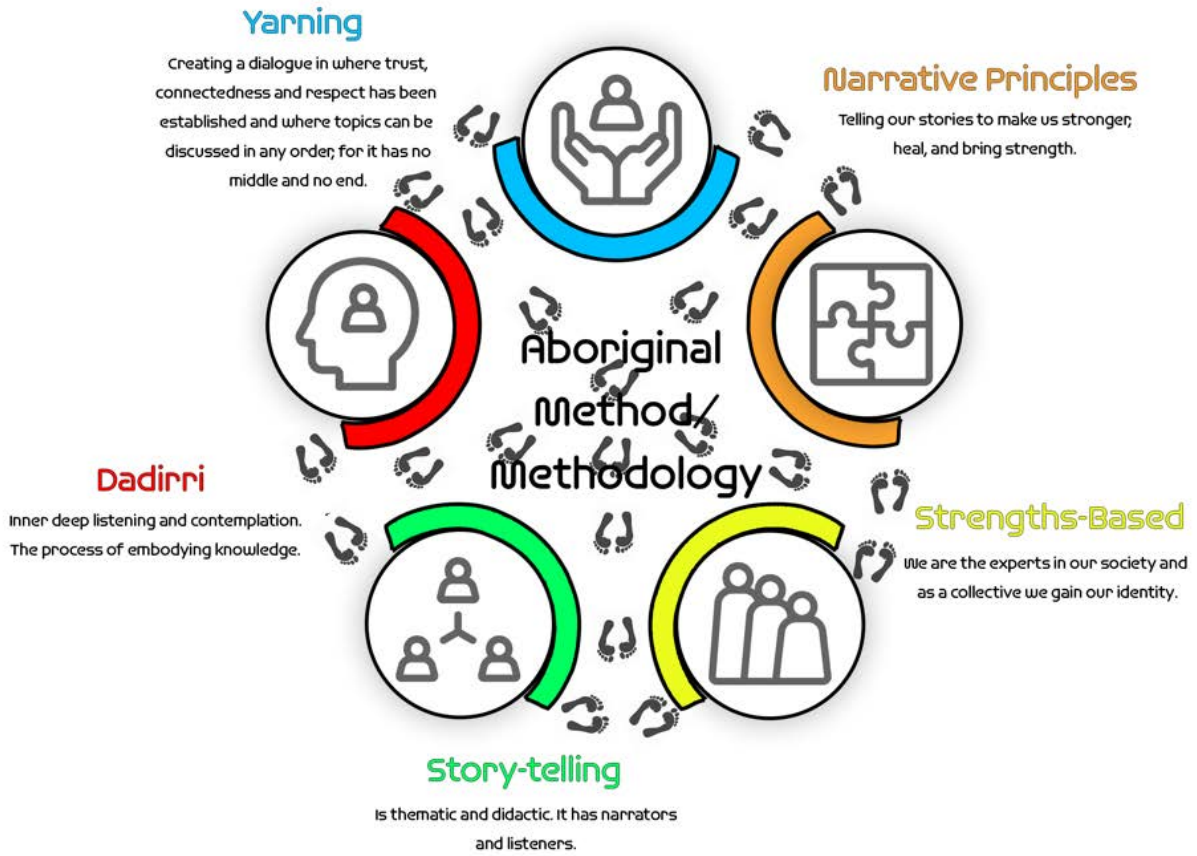 Yarning
Creating a dialogue in where trust,
connectedness and respect has been
established and where topics can be
discussed in any order; for it has no
middle and no end.
Narrative Principles
Telling our stories to make us stronger,
heal, and bring strength.
Aboriginal
Method/
Methodology
Dadirri
Inner deep listening and contemplation.
The process of embodying knowledge.
Strengths-Based
We are the experts in our society and
as a collective we gain our identity.
Story-telling
Is thematic and didactic. It has narrators
and listeners.